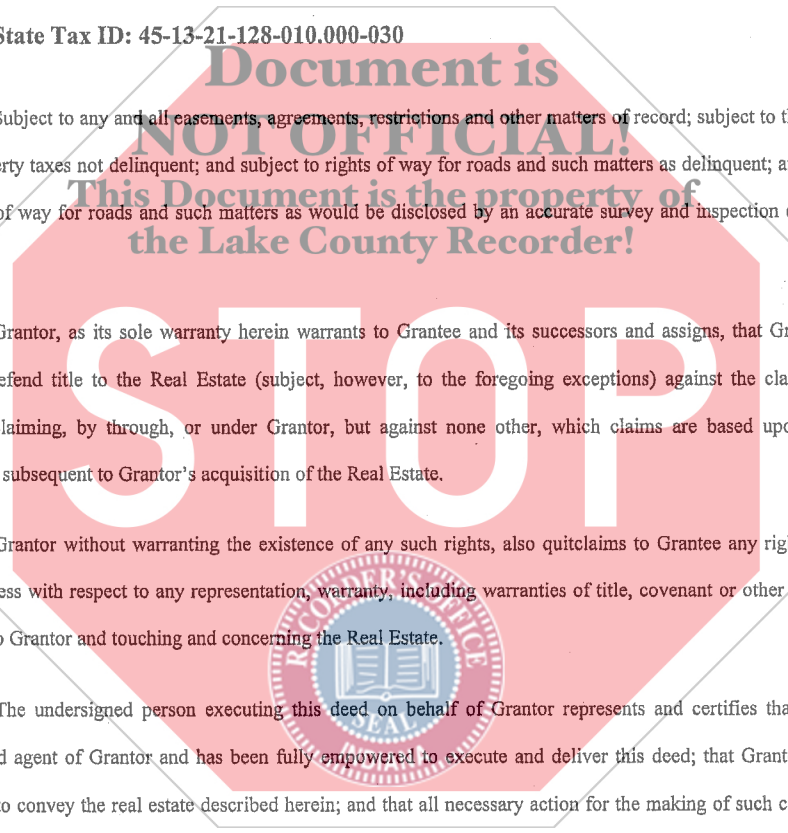 State Tax ID: 45-13-21-128-010.000-030
Document is
Subject to any and all easements, agreements, restrictions and other matters of record; subject to t
NOT OFFICIAL!
erty taxes not delinquent; and subject to rights of way for roads and such matters as delinquent; a
This Document is the property of
of way for roads and such matters as would be disclosed by an accurate survey and inspection
the Lake County Recorder!
Grantor, as its sole warranty herein warrants to Grantee and its successors and assigns, that Gr
efend title to the Real Estate (subject, however, to the foregoing exceptions) against the cla
laiming, by through, or under Grantor, but against none other, which claims are based upo
STOP
subsequent to Grantor's acquisition of the Real Estate.
Grantor without warranting the existence of any such rights, also quitclaims to Grantee any righ
ess with respect to any representation, warranty, including warranties of title, covenant or other
RECORDER'S OFFICE
o Grantor and touching and concerning the Real Estate.
The undersigned person executing this deed on behalf of Grantor represents and certifies tha
SEAL
d agent of Grantor and has been fully empowered to execute and deliver this deed; that Grant
INDIANA
to convey the real estate described herein; and that all necessary action for the making of such c